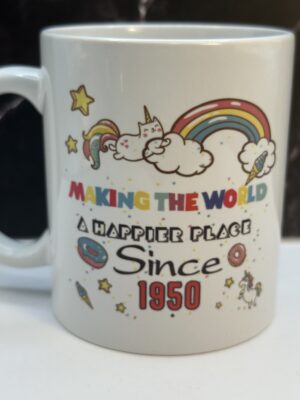 MAKING THE WORLD
A HAPPIER PLACE
Since
1950